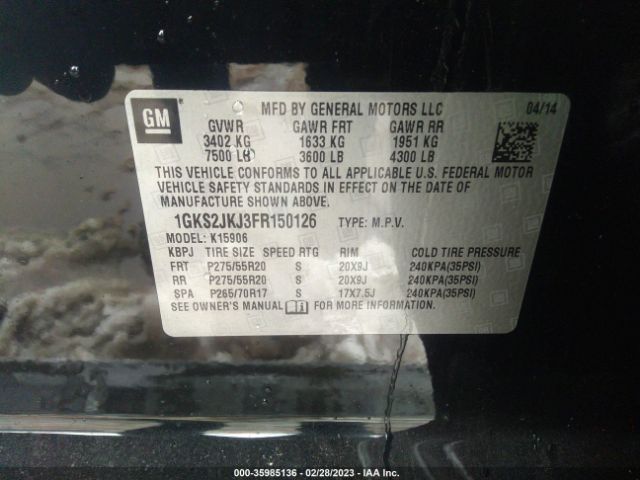 GM
MFD BY GENERAL MOTORS LLC 04/14
GVWR GAWR FRT GAWR RR
3402 KG 1633 KG 1951 KG
7500 LB 3600 LB 4300 LB
THIS VEHICLE CONFORMS TO ALL APPLICABLE U.S. FEDERAL MOTOR
VEHICLE SAFETY STANDARDS IN EFFECT ON THE DATE OF
MANUFACTURE SHOWN ABOVE.
1GKS2JKJ3FR150126 TYPE: M.P.V.
MODEL: K15906
KBPJ TIRE SIZE SPEED RTG RIM COLD TIRE PRESSURE
FRT P275/55R20 S 20X9J 240KPA(35PSI)
RR P275/55R20 S 20X9J 240KPA(35PSI)
SPA P265/70R17 S 17X7.5J 240KPA(35PSI)
SEE OWNER'S MANUAL FOR MORE INFORMATION.
000-35985136 - 02/28/2023 - IAA Inc.